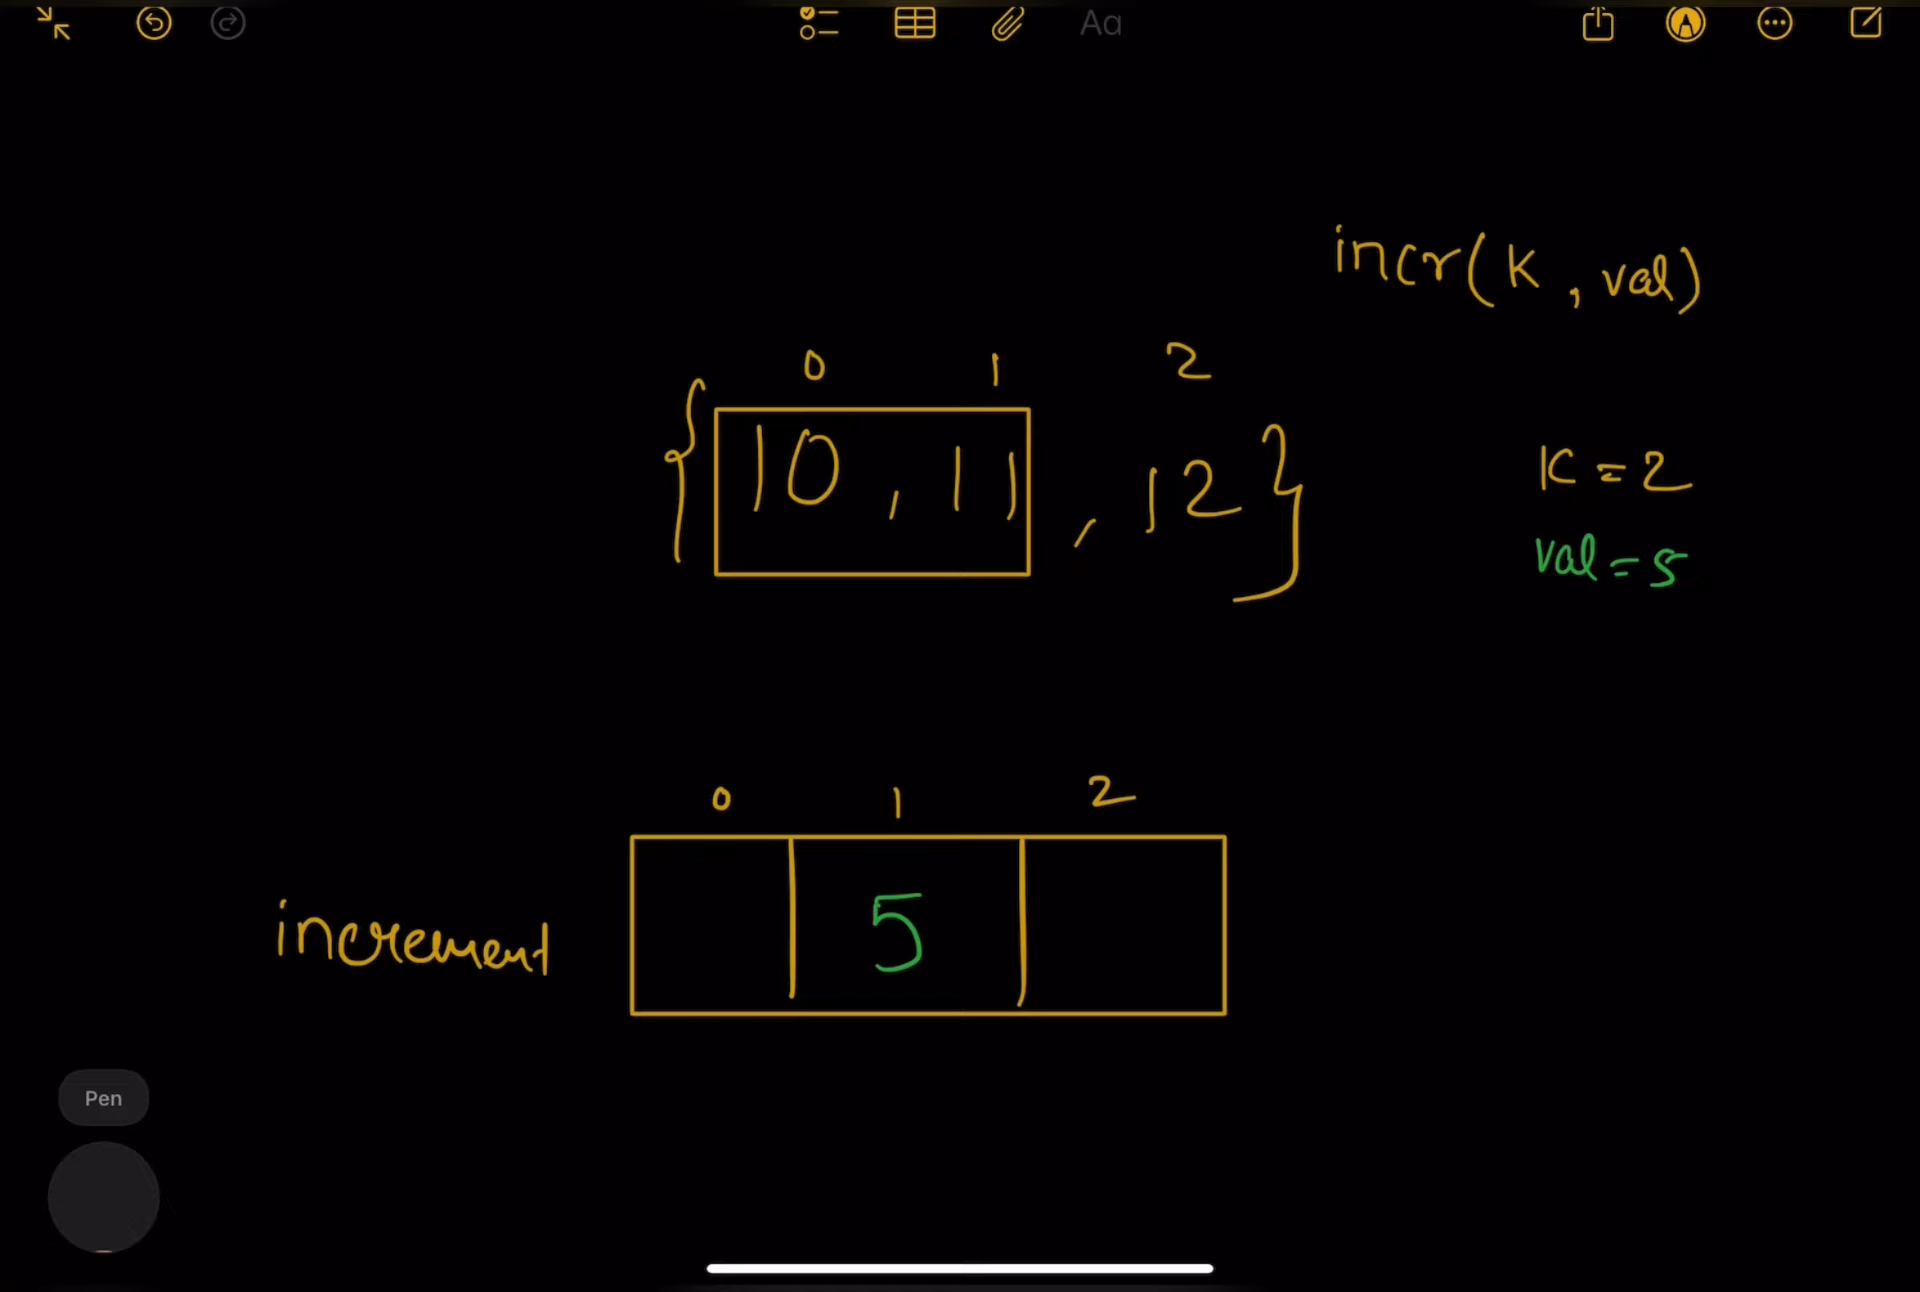 Aa
incr(K, val)
0 1 2
{10, 11, 12}
K = 2
val = 5
0 1 2
increment 5
Pen